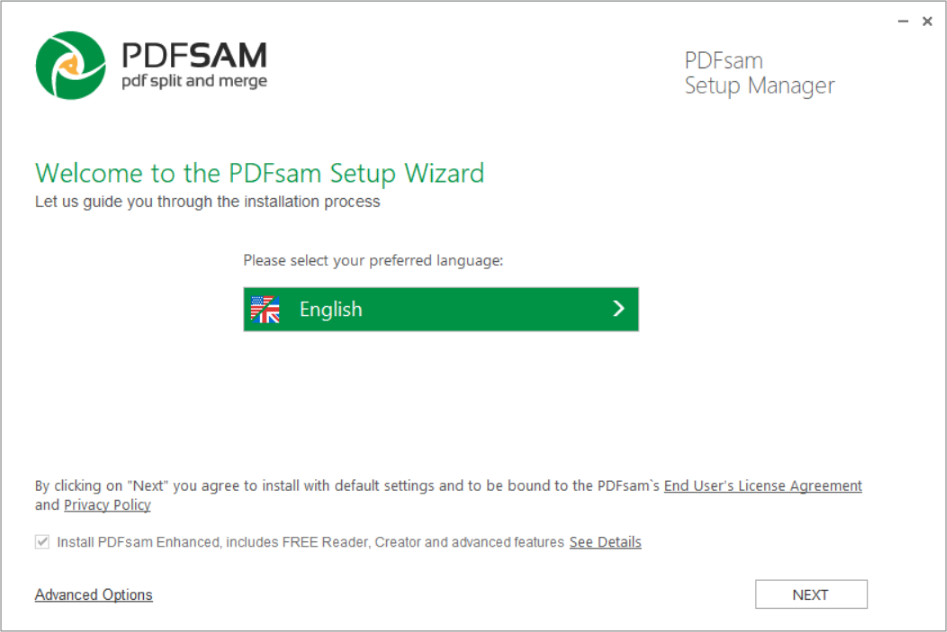 PDFSAM
pdf split and merge
PDFsam
Setup Manager
Welcome to the PDFsam Setup Wizard
Let us guide you through the installation process
Please select your preferred language:
English
By clicking on "Next" you agree to install with default settings and to be bound to the PDFsam`s End User's License Agreement
and Privacy Policy
Install PDFsam Enhanced, includes FREE Reader, Creator and advanced features See Details
Advanced Options
NEXT